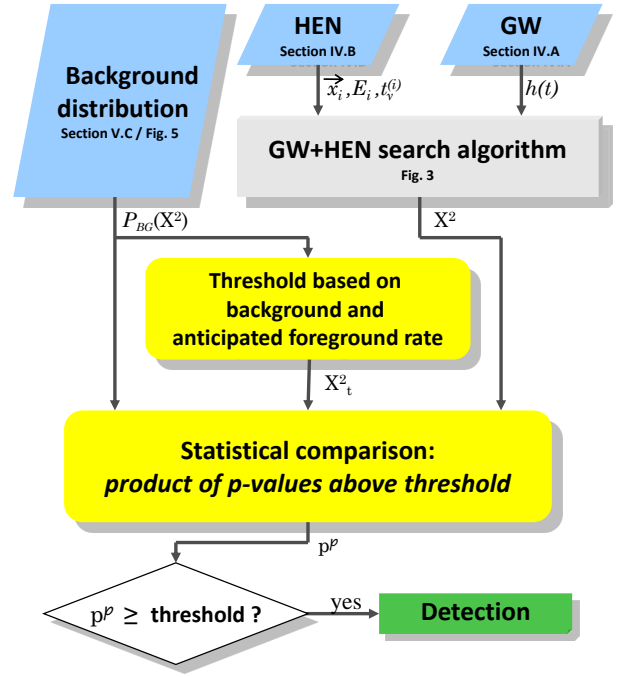 HEN
Section IV.B
GW
Section IV.A
Background
distribution
Section V.C / Fig. 5
x⃗ᵢ, Eᵢ, tᵥ⁽ⁱ⁾
h(t)
GW+HEN search algorithm
Fig. 3
P_BG(X²)
X²
Threshold based on
background and
anticipated foreground rate
X²ₜ
Statistical comparison:
product of p-values above threshold
pᵖ
pᵖ ≥ threshold ?
yes
Detection